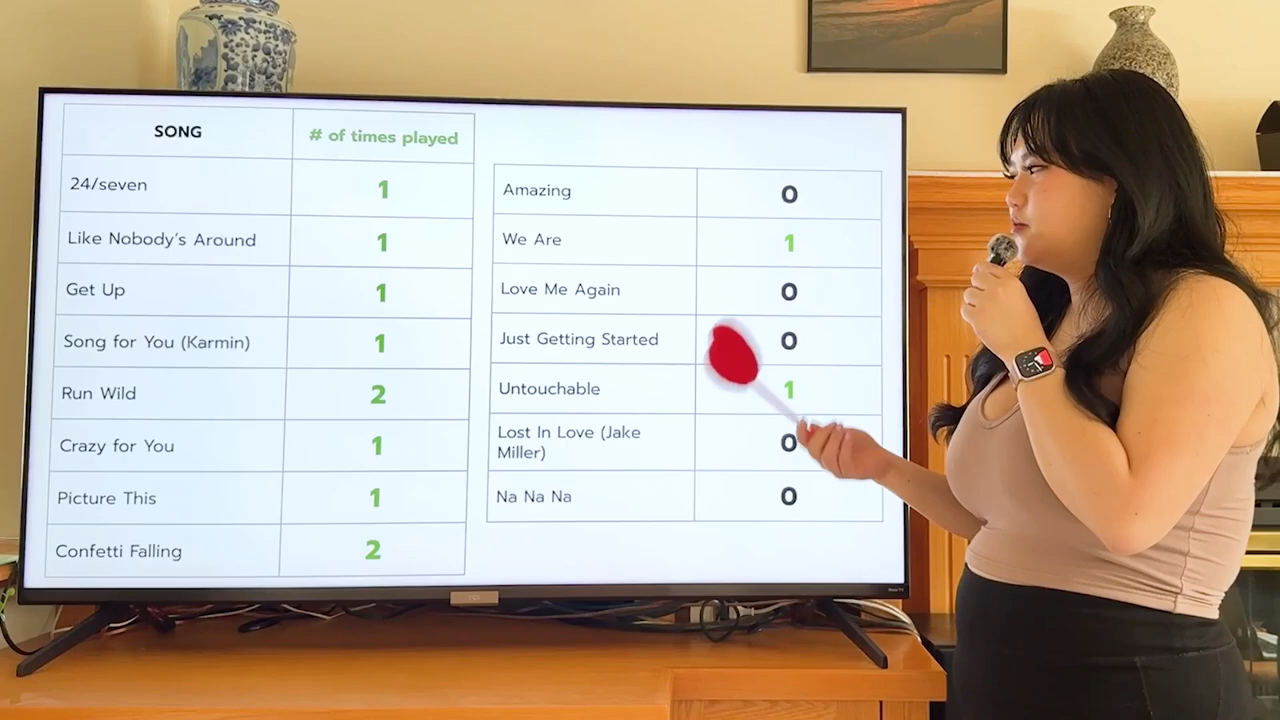 SONG # of times played
24/seven 1
Like Nobody's Around 1
Get Up 1
Song for You (Karmin) 1
Run Wild 2
Crazy for You 1
Picture This 1
Confetti Falling 2
Amazing 0
We Are 1
Love Me Again 0
Just Getting Started 0
Untouchable 1
Lost In Love (Jake
Miller) 0
Na Na Na 0
TCL